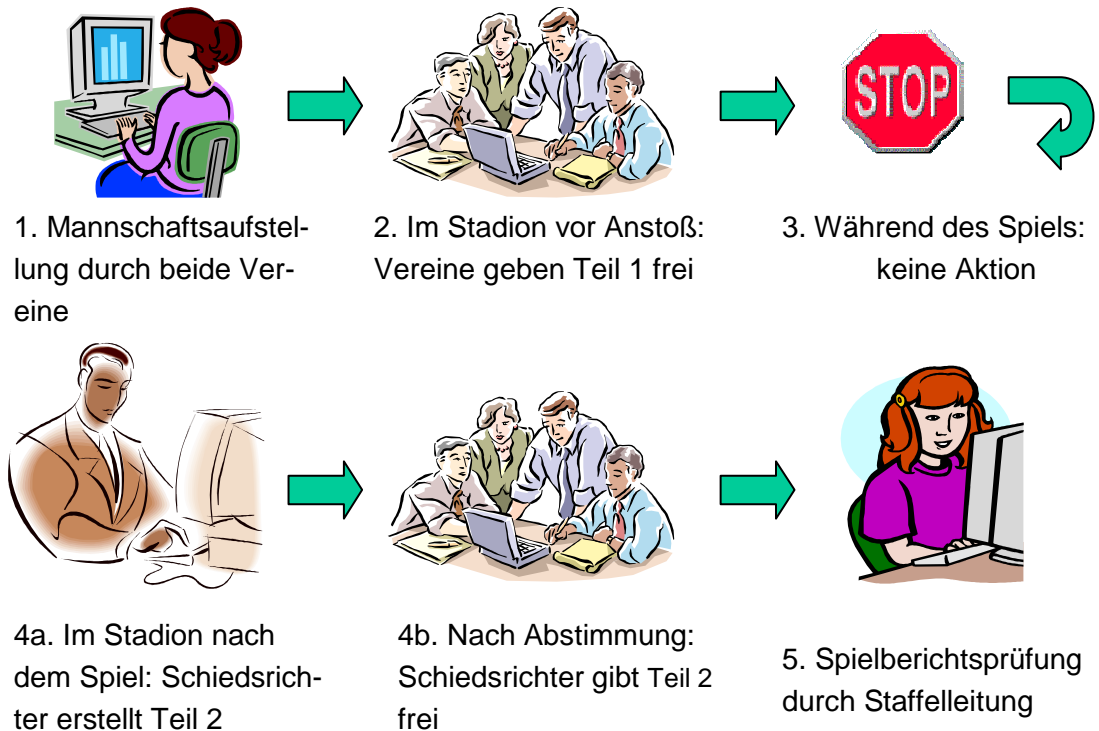 STOP
1. Mannschaftsaufstel-
lung durch beide Ver-
eine
2. Im Stadion vor Anstoß:
Vereine geben Teil 1 frei
3. Während des Spiels:
keine Aktion
4a. Im Stadion nach
dem Spiel: Schiedsrich-
ter erstellt Teil 2
4b. Nach Abstimmung:
Schiedsrichter gibt Teil 2
frei
5. Spielberichtsprüfung
durch Staffelleitung